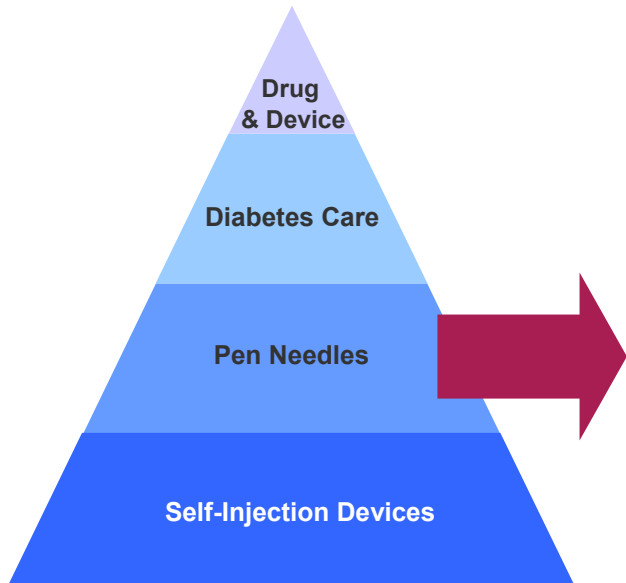 Drug
& Device
Diabetes Care
Pen Needles
Self-Injection Devices